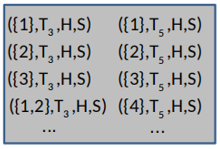 ({1},T₃,H,S) ({1},T₅,H,S)
({2},T₃,H,S) ({2},T₅,H,S)
({3},T₃,H,S) ({3},T₅,H,S)
({1,2},T₃,H,S) ({4},T₅,H,S)
... ...